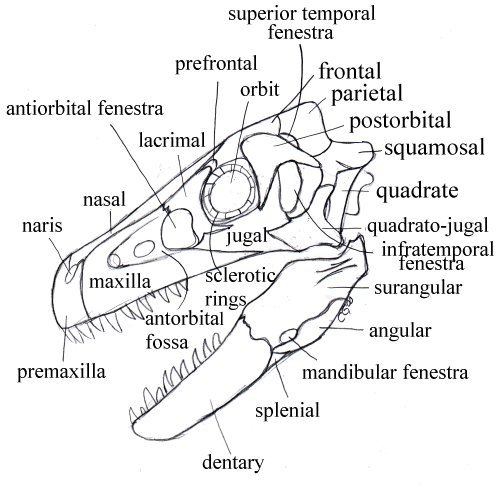 superior temporal
fenestra
prefrontal
frontal
orbit
parietal
antiorbital fenestra
postorbital
lacrimal
squamosal
nasal
quadrate
naris
quadrato-jugal
jugal
infratemporal
fenestra
maxilla
sclerotic
rings
surangular
antorbital
fossa
angular
premaxilla
mandibular fenestra
splenial
dentary